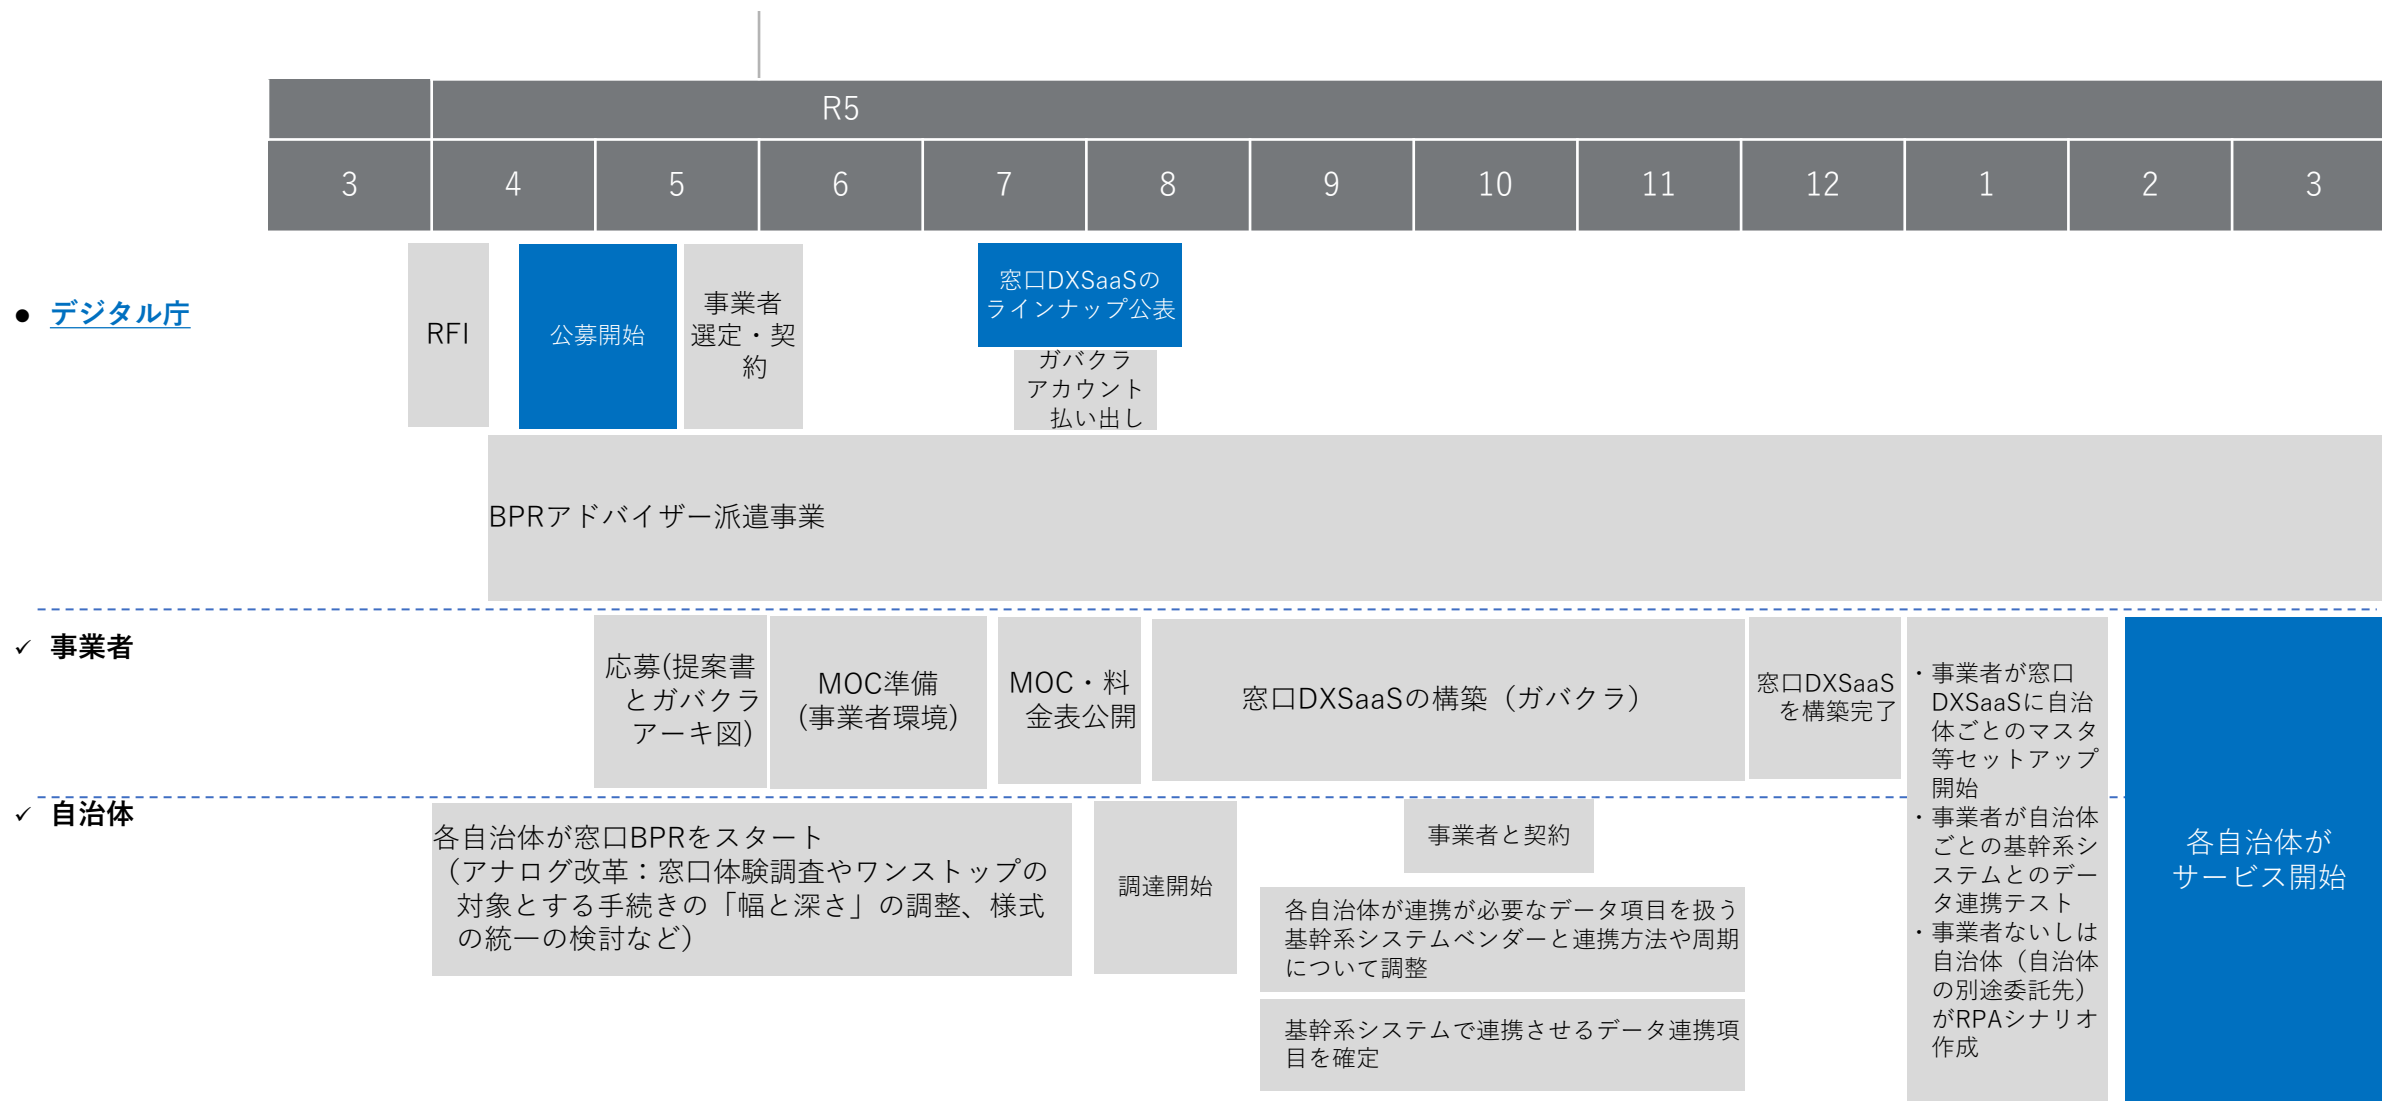 R5
3 4 5 6 7 8 9 10 11 12 1 2 3
● デジタル庁
RFI
公募開始
事業者
選定・契
約
窓口DXSaaSの
ラインナップ公表
ガバクラ
アカウント
払い出し
BPRアドバイザー派遣事業
✓ 事業者
応募(提案書
とガバクラ
アーキ図)
MOC準備
(事業者環境)
MOC・料
金表公開
窓口DXSaaSの構築（ガバクラ）
窓口DXSaaS
を構築完了
・事業者が窓口
DXSaaSに自治
体ごとのマスタ
等セットアップ
開始
・事業者が自治体
ごとの基幹系シ
ステムとのデー
タ連携テスト
・事業者ないしは
自治体（自治体
の別途委託先）
がRPAシナリオ
作成
各自治体が
サービス開始
✓ 自治体
各自治体が窓口BPRをスタート
（アナログ改革：窓口体験調査やワンストップの
対象とする手続きの「幅と深さ」の調整、様式
の統一の検討など）
調達開始
事業者と契約
各自治体が連携が必要なデータ項目を扱う
基幹系システムベンダーと連携方法や周期
について調整
基幹系システムで連携させるデータ連携項
目を確定